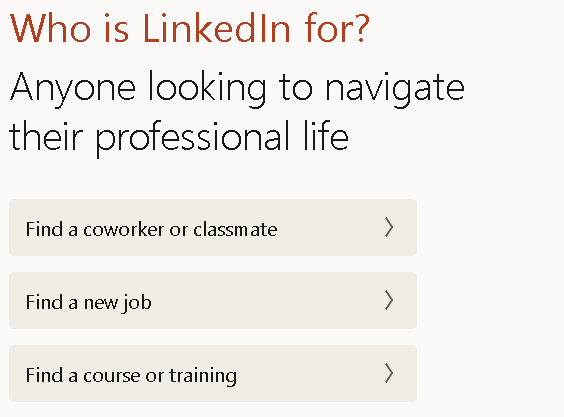 Who is LinkedIn for?
Anyone looking to navigate
their professional life
Find a coworker or classmate
Find a new job
Find a course or training